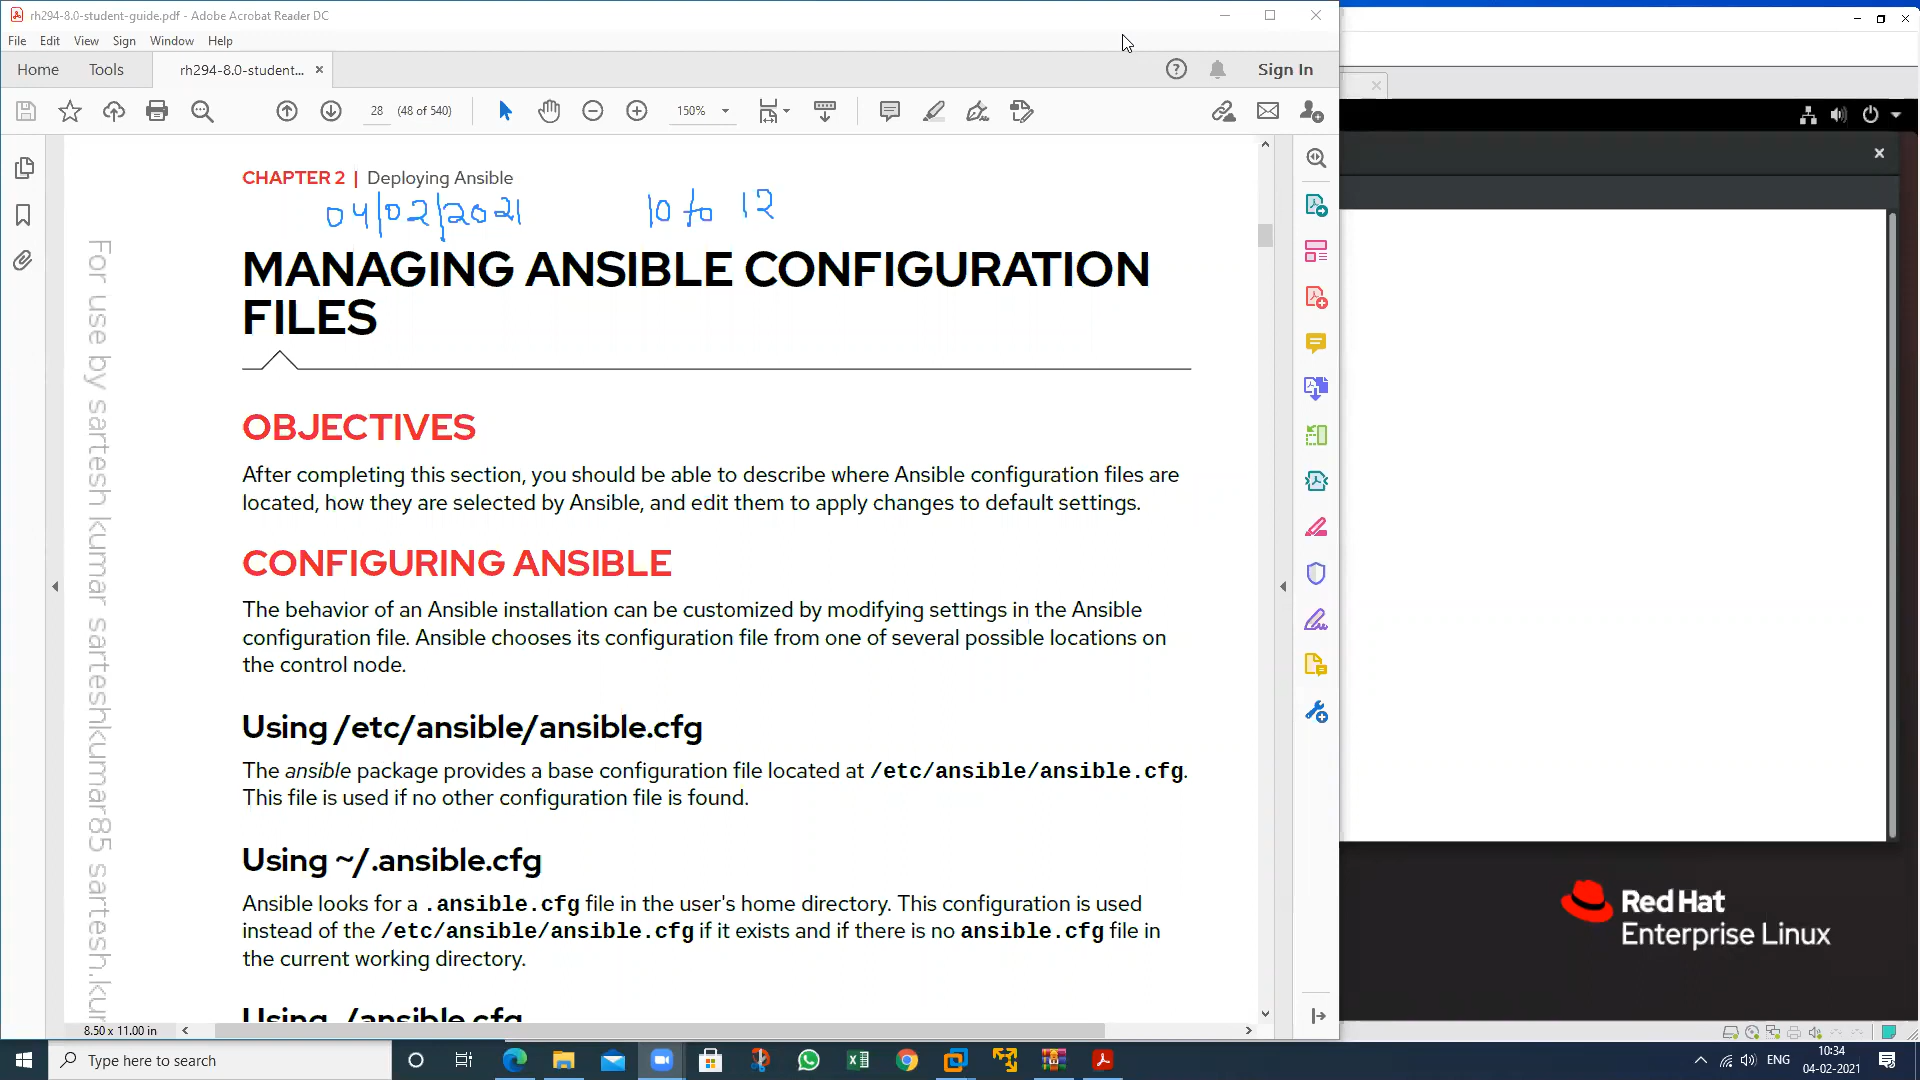 rh294-8.0-student-guide.pdf - Adobe Acrobat Reader DC
File Edit View Sign Window Help
Home Tools rh294-8.0-student... × Sign In
28 (48 of 540) 150%
CHAPTER 2 | Deploying Ansible
04/02/2021 10 to 12
MANAGING ANSIBLE CONFIGURATION
FILES
OBJECTIVES
After completing this section, you should be able to describe where Ansible configuration files are
located, how they are selected by Ansible, and edit them to apply changes to default settings.
CONFIGURING ANSIBLE
The behavior of an Ansible installation can be customized by modifying settings in the Ansible
configuration file. Ansible chooses its configuration file from one of several possible locations on
the control node.
Using /etc/ansible/ansible.cfg
The ansible package provides a base configuration file located at /etc/ansible/ansible.cfg.
This file is used if no other configuration file is found.
Using ~/.ansible.cfg
Ansible looks for a .ansible.cfg file in the user's home directory. This configuration is used
instead of the /etc/ansible/ansible.cfg if it exists and if there is no ansible.cfg file in
the current working directory.
Using ./ansible.cfg
For use by sartesh kumar sarteshkumar85 sartesh.kur
8.50 x 11.00 in
Red Hat
Enterprise Linux
Type here to search
ENG
10:34
04-02-2021